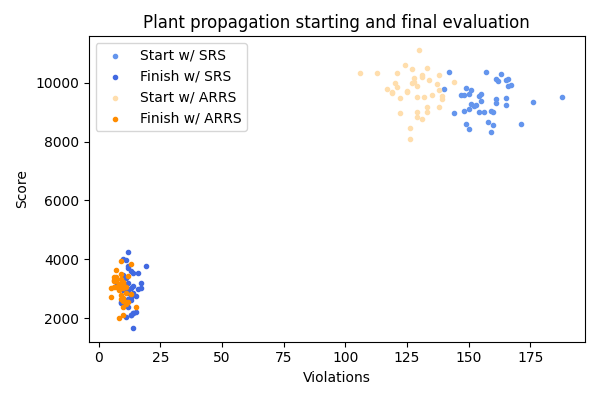 Plant propagation starting and final evaluation
Start w/ SRS
Finish w/ SRS
Start w/ ARRS
Finish w/ ARRS
Score
10000
8000
6000
4000
2000
0 25 50 75 100 125 150 175
Violations